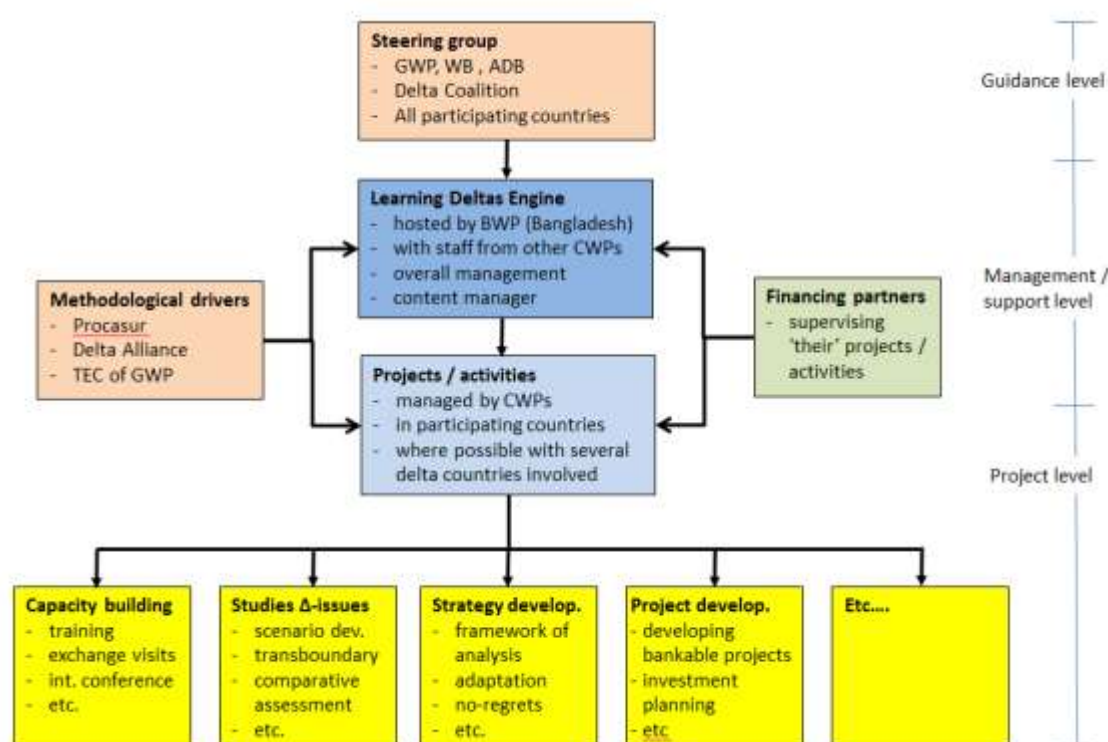 Steering group
- GWP, WB , ADB
- Delta Coalition
- All participating countries
Guidance level
Learning Deltas Engine
- hosted by BWP (Bangladesh)
- with staff from other CWPs
- overall management
- content manager
Methodological drivers
- Procasur
- Delta Alliance
- TEC of GWP
Financing partners
- supervising
'their' projects /
activities
Management /
support level
Projects / activities
- managed by CWPs
- in participating countries
- where possible with several
delta countries involved
Project level
Capacity building
- training
- exchange visits
- int. conference
- etc.
Studies Δ-issues
- scenario dev.
- transboundary
- comparative
assessment
- etc.
Strategy develop.
- framework of
analysis
- adaptation
- no-regrets
- etc.
Project develop.
- developing
bankable projects
- investment
planning
- etc
Etc....